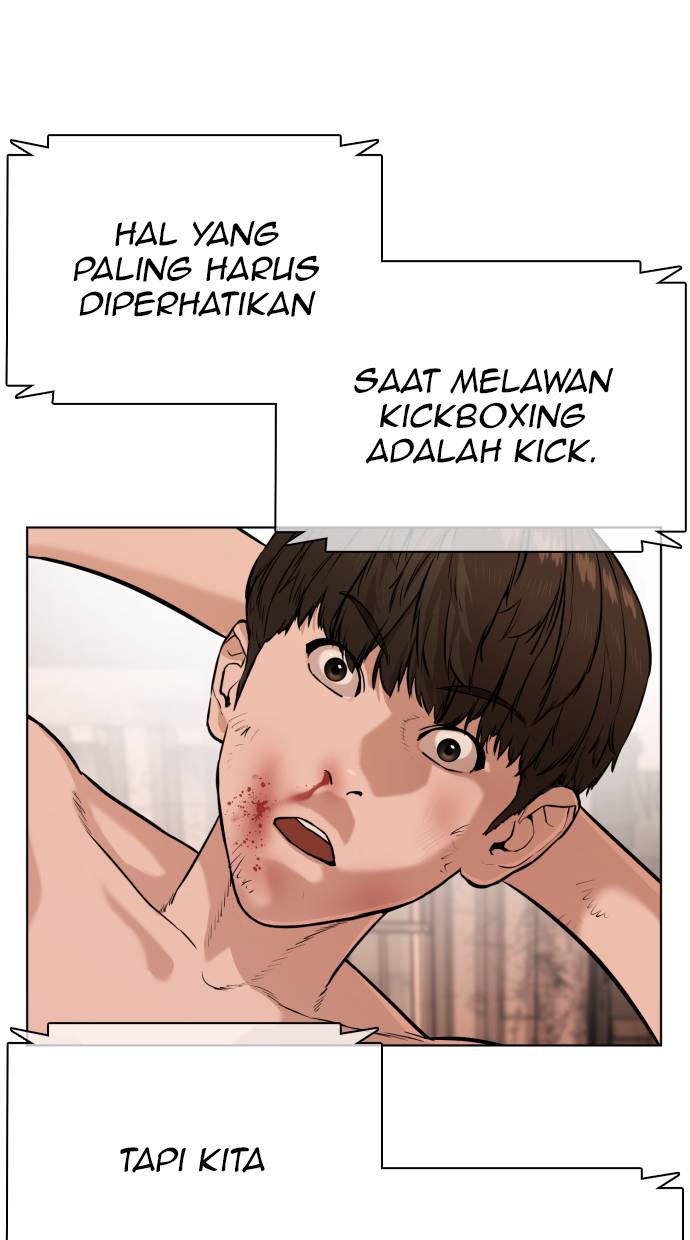 HAL YANG
PALING HARUS
DIPERHATIKAN
SAAT MELAWAN
KICKBOXING
ADALAH KICK.
TAPI KITA